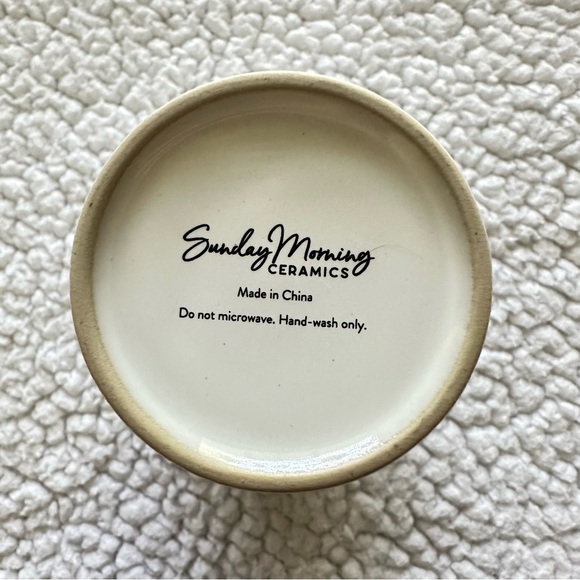 Sunday Morning
CERAMICS
Made in China
Do not microwave. Hand-wash only.